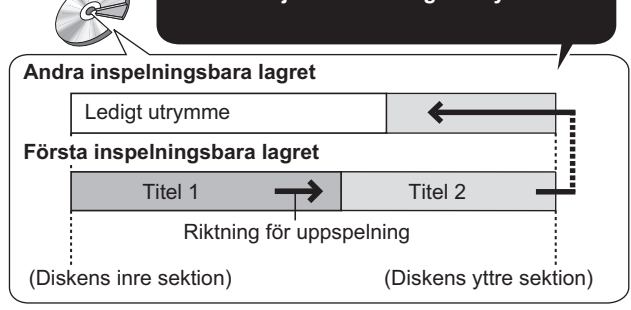 Andra inspelningsbara lagret
Ledigt utrymme
Första inspelningsbara lagret
Titel 1
Titel 2
Riktning för uppspelning
(Diskens inre sektion)
(Diskens yttre sektion)